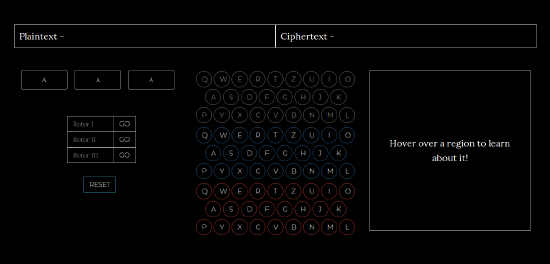 Plaintext -
Ciphertext -
A
A
A
Rotor I GO
Rotor II GO
Rotor III GO
RESET
Q W E R T Z U I O
A S D F G H J K
P Y X C V B N M L
Q W E R T Z U I O
A S D F G H J K
P Y X C V B N M L
Q W E R T Z U I O
A S D F G H J K
P Y X C V B N M L
Hover over a region to learn
about it!